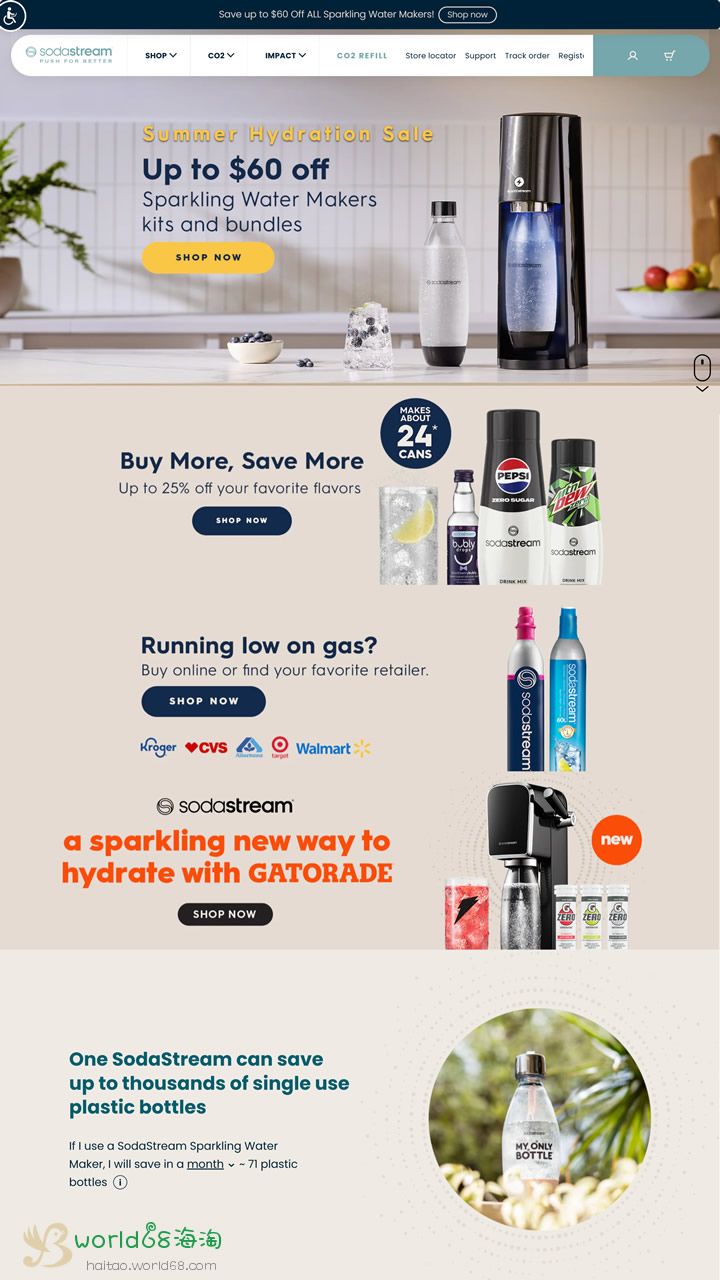 Save up to $60 Off ALL Sparkling Water Makers! Shop now
sodastream
PUSH FOR BETTER
SHOP CO2 IMPACT CO2 REFILL Store locator Support Track order Regist
Summer Hydration Sale
Up to $60 off
Sparkling Water Makers
kits and bundles
SHOP NOW
sodastream
MAKES
ABOUT
24*
CANS
Buy More, Save More
Up to 25% off your favorite flavors
SHOP NOW
PEPSI
ZERO SUGAR
sodastream
DRINK MIX
mtn
DEW
sodastream
DRINK MIX
bubly
drops
Running low on gas?
Buy online or find your favorite retailer.
SHOP NOW
Kroger CVS Albertsons target Walmart
sodastream
sodastream
60L
sodastream
a sparkling new way to
hydrate with GATORADE
SHOP NOW
new
G ZERO
G ZERO
G ZERO
One SodaStream can save
up to thousands of single use
plastic bottles
If I use a SodaStream Sparkling Water
Maker, I will save in a month ~ 71 plastic
bottles i
MY ONLY
BOTTLE
world68海淘
haitao.world68.com